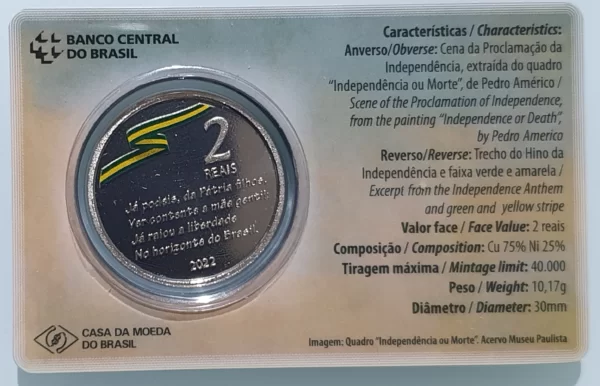 BANCO CENTRAL
DO BRASIL
2
REAIS
Já podeis, da Pátria filhos,
Ver contente a mãe gentil;
Já raiou a liberdade
No horizonte do Brasil.
2022
CASA DA MOEDA
DO BRASIL
Características / Characteristics:
Anverso/Obverse: Cena da Proclamação da
Independência, extraída do quadro
"Independência ou Morte", de Pedro Américo /
Scene of the Proclamation of Independence,
from the painting "Independence or Death",
by Pedro Americo
Reverso/Reverse: Trecho do Hino da
Independência e faixa verde e amarela /
Excerpt from the Independence Anthem
and green and yellow stripe
Valor face / Face Value: 2 reais
Composição / Composition: Cu 75% Ni 25%
Tiragem máxima / Mintage limit: 40.000
Peso / Weight: 10,17g
Diâmetro / Diameter: 30mm
Imagem: Quadro "Independência ou Morte". Acervo Museu Paulista